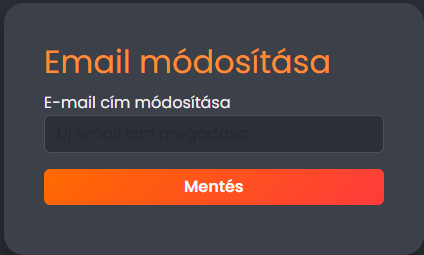 Email módosítása
E-mail cím módosítása
Új email cím megadása
Mentés